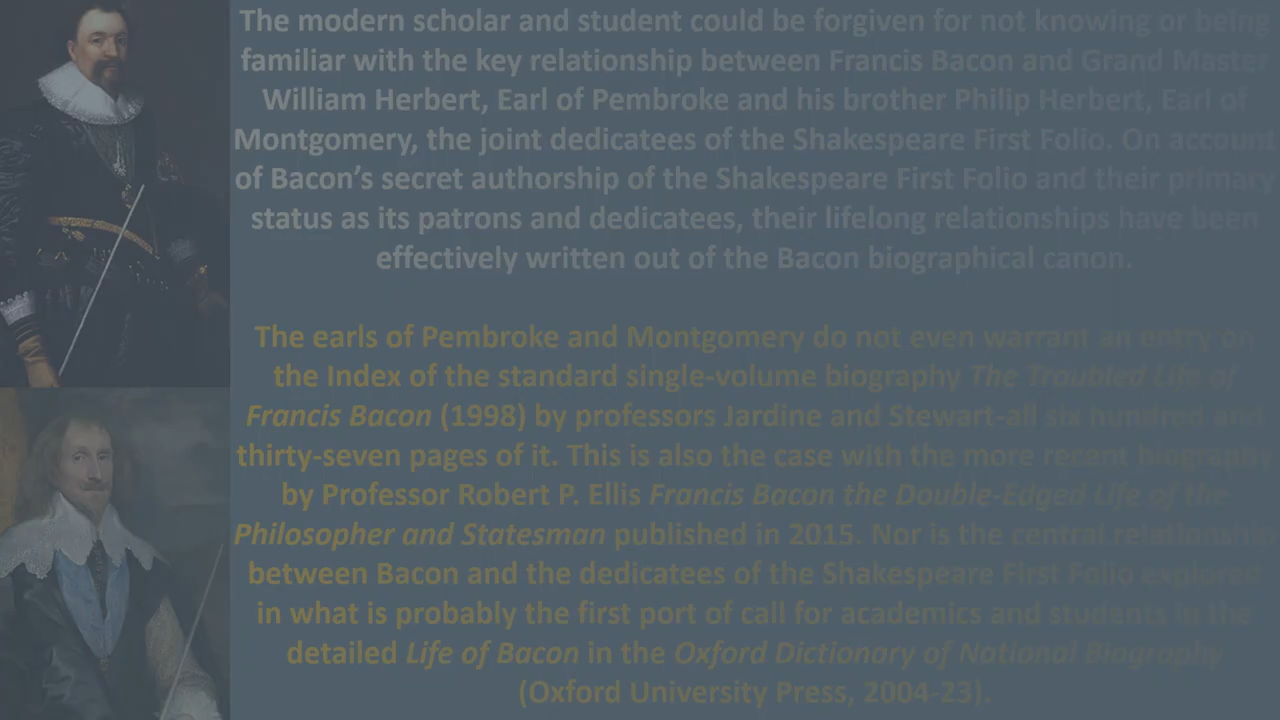 The modern scholar and student could be forgiven for not knowing or being
familiar with the key relationship between Francis Bacon and Grand Master
William Herbert, Earl of Pembroke and his brother Philip Herbert, Earl of
Montgomery, the joint dedicatees of the Shakespeare First Folio. On account
of Bacon’s secret authorship of the Shakespeare First Folio and their primary
status as its patrons and dedicatees, their lifelong relationships have been
effectively written out of the Bacon biographical canon.
The earls of Pembroke and Montgomery do not even warrant an entry on
the Index of the standard single-volume biography The Troubled Life of
Francis Bacon (1998) by professors Jardine and Stewart-all six hundred and
thirty-seven pages of it. This is also the case with the more recent biography
by Professor Robert P. Ellis Francis Bacon the Double-Edged Life of the
Philosopher and Statesman published in 2015. Nor is the central relationship
between Bacon and the dedicatees of the Shakespeare First Folio explored
in what is probably the first port of call for academics and students in the
detailed Life of Bacon in the Oxford Dictionary of National Biography
(Oxford University Press, 2004-23).